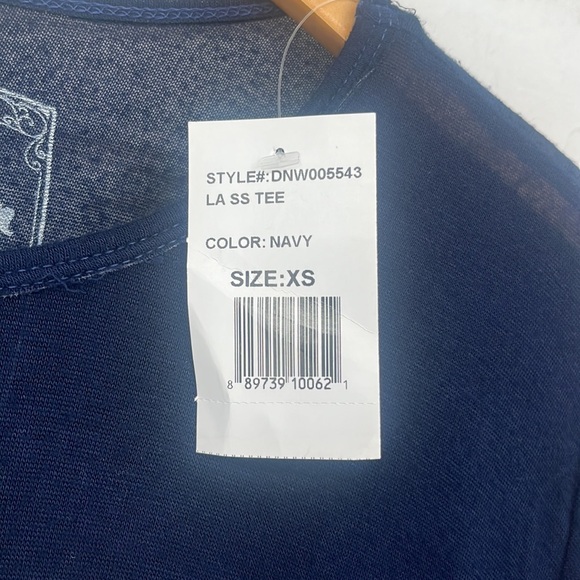 STYLE#:DNW005543
LA SS TEE
COLOR: NAVY
SIZE:XS
8 89739 10062 1